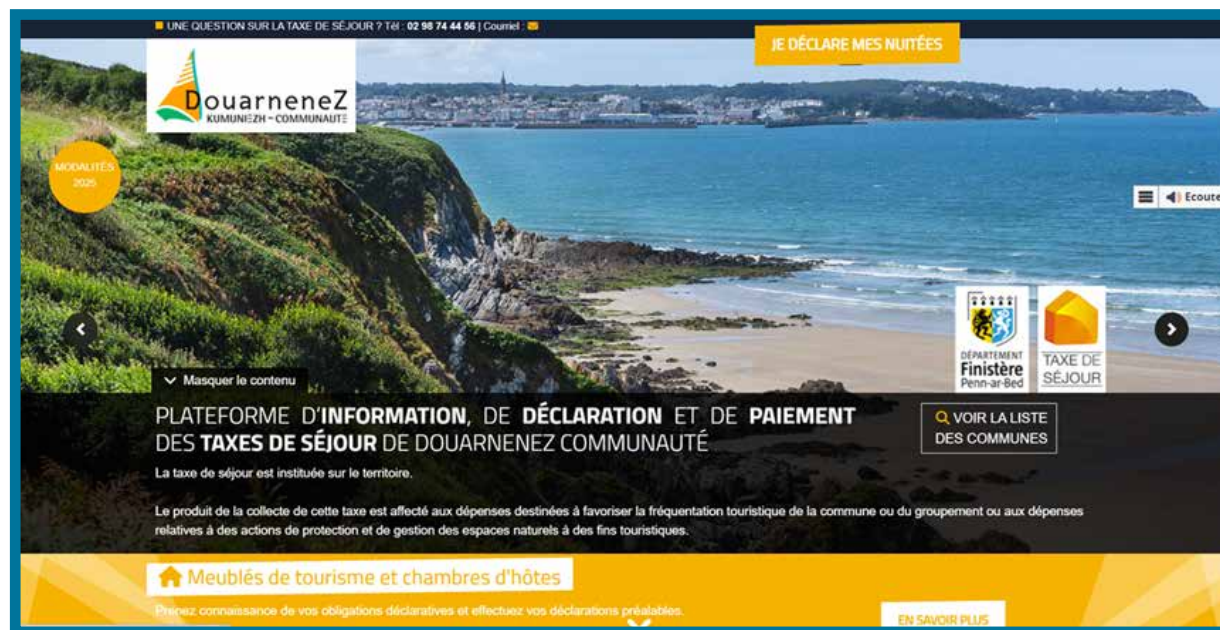 UNE QUESTION SUR LA TAXE DE SÉJOUR ? Tél : 02 98 74 44 56 | Courriel :
JE DÉCLARE MES NUITÉES
DouarneneZ
KUMUNIEZH - COMMUNAUTÉ
MODALITÉS
2025
Ecoute
DÉPARTEMENT
Finistère
Penn-ar-Bed
TAXE DE
SÉJOUR
Masquer le contenu
PLATEFORME D'INFORMATION, DE DÉCLARATION ET DE PAIEMENT
DES TAXES DE SÉJOUR DE DOUARNENEZ COMMUNAUTÉ
VOIR LA LISTE
DES COMMUNES
La taxe de séjour est instituée sur le territoire.
Le produit de la collecte de cette taxe est affecté aux dépenses destinées à favoriser la fréquentation touristique de la commune ou du groupement ou aux dépenses
relatives à des actions de protection et de gestion des espaces naturels à des fins touristiques.
Meublés de tourisme et chambres d'hôtes
Prenez connaissance de vos obligations déclaratives et effectuez vos déclarations préalables.
EN SAVOIR PLUS